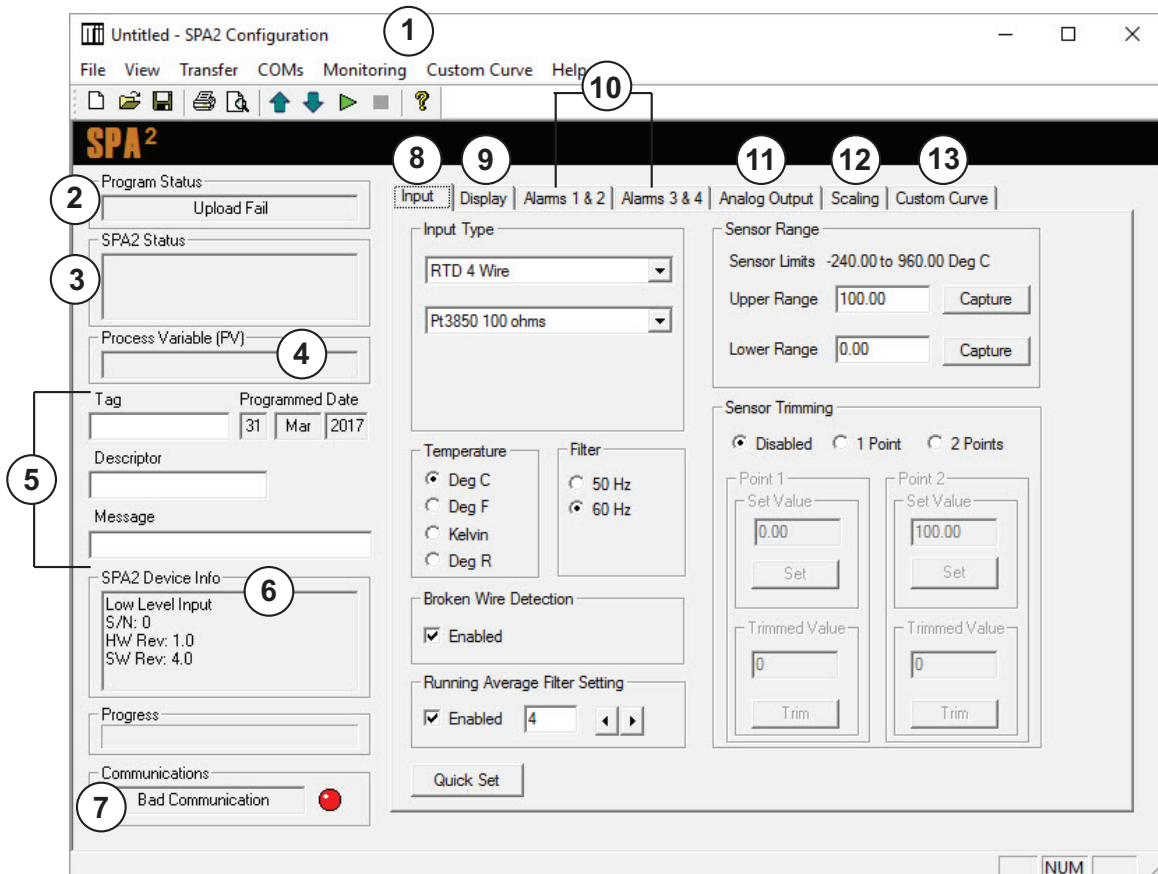 Untitled - SPA2 Configuration
1
File View Transfer COMs Monitoring Custom Curve Help
10
SPA2
8 9 11 12 13
2
Program Status
Upload Fail
3
SPA2 Status
Process Variable (PV)
4
5
Tag Programmed Date
31 Mar 2017
Descriptor
Message
SPA2 Device Info
6
Low Level Input
S/N: 0
HW Rev: 1.0
SW Rev: 4.0
Progress
Communications
7
Bad Communication
Input Display Alarms 1 & 2 Alarms 3 & 4 Analog Output Scaling Custom Curve
Input Type
RTD 4 Wire
Pt3850 100 ohms
Temperature
Deg C
Deg F
Kelvin
Deg R
Filter
50 Hz
60 Hz
Broken Wire Detection
Enabled
Running Average Filter Setting
Enabled 4
Quick Set
Sensor Range
Sensor Limits -240.00 to 960.00 Deg C
Upper Range 100.00 Capture
Lower Range 0.00 Capture
Sensor Trimming
Disabled 1 Point 2 Points
Point 1
Set Value
0.00
Set
Trimmed Value
0
Trim
Point 2
Set Value
100.00
Set
Trimmed Value
0
Trim
NUM